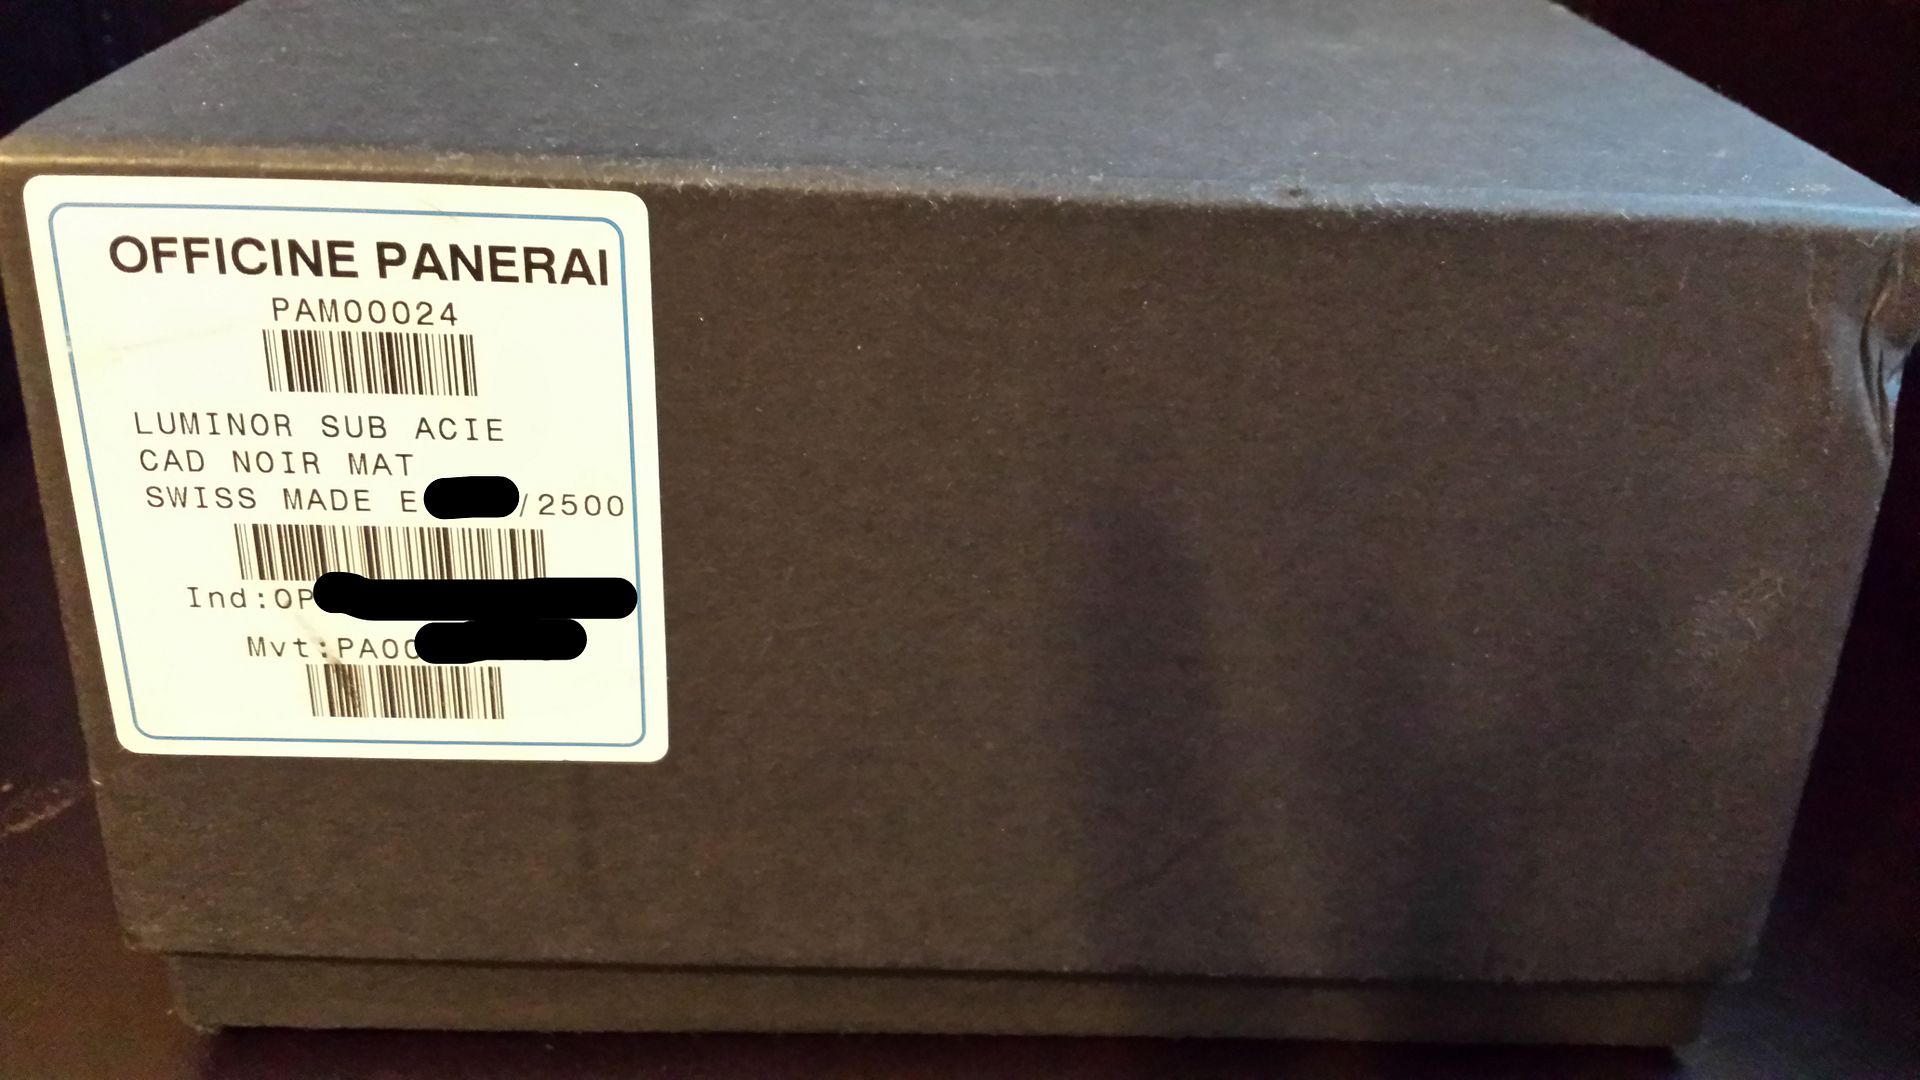 OFFICINE PANERAI
PAM00024
LUMINOR SUB ACIE
CAD NOIR MAT
SWISS MADE E /2500
Ind:OP
Mvt:PA00